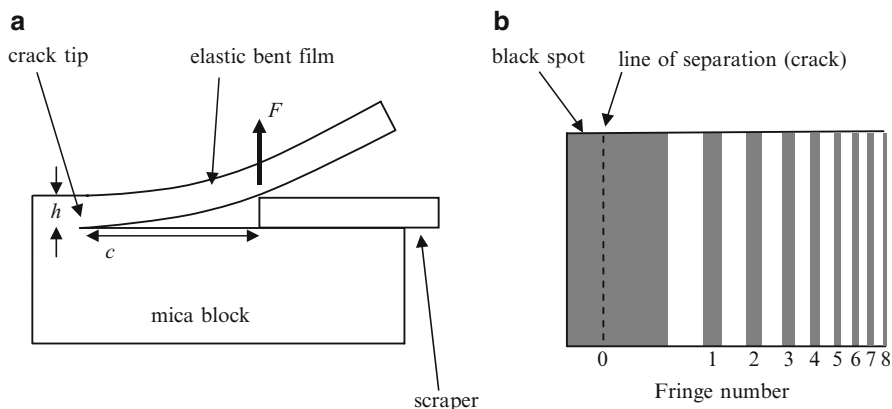 a
crack tip
elastic bent film
F
h
c
mica block
scraper
b
black spot
line of separation (crack)
0 1 2 3 4 5 6 7 8
Fringe number